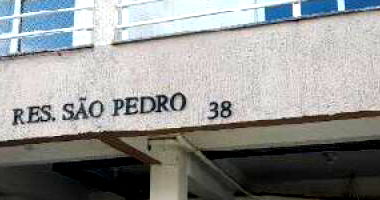 RES. SÃO PEDRO 38